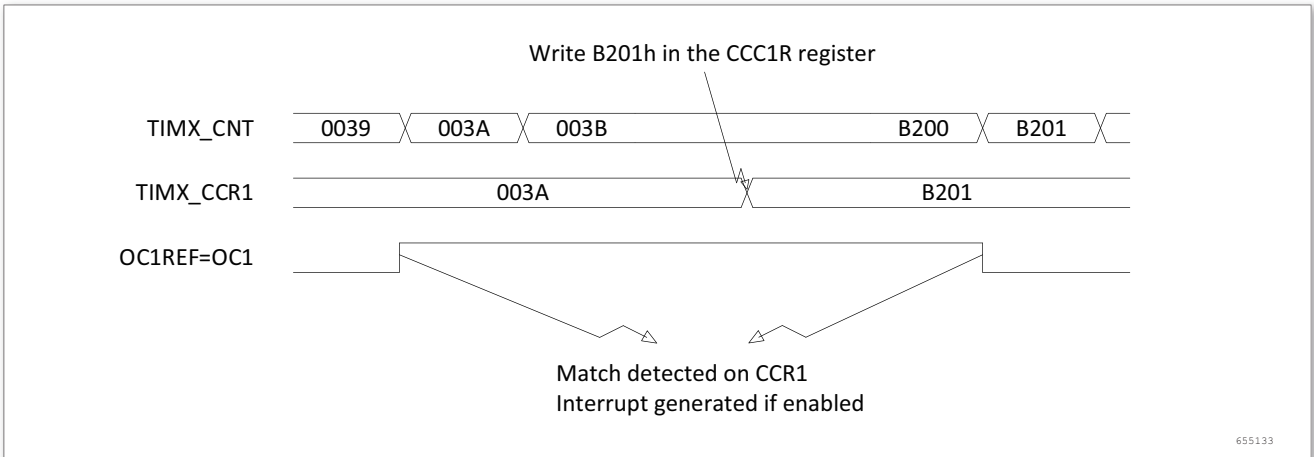 Write B201h in the CCC1R register
TIMX_CNT 0039 003A 003B B200 B201
TIMX_CCR1 003A B201
OC1REF=OC1
Match detected on CCR1
Interrupt generated if enabled
655133